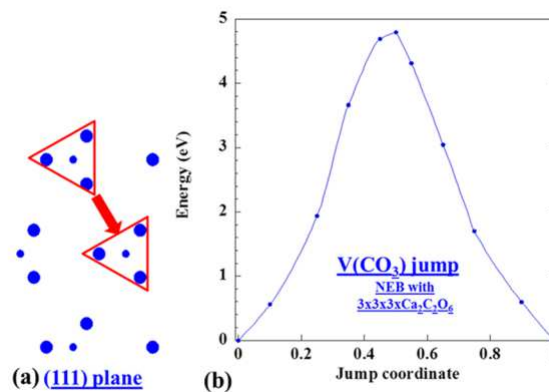 5
4
3
2
1
0
Energy (eV)
V(CO3) jump
NEB with
3x3x3xCa2C2O6
0.0 0.2 0.4 0.6 0.8
Jump coordinate
(a) (111) plane
(b)